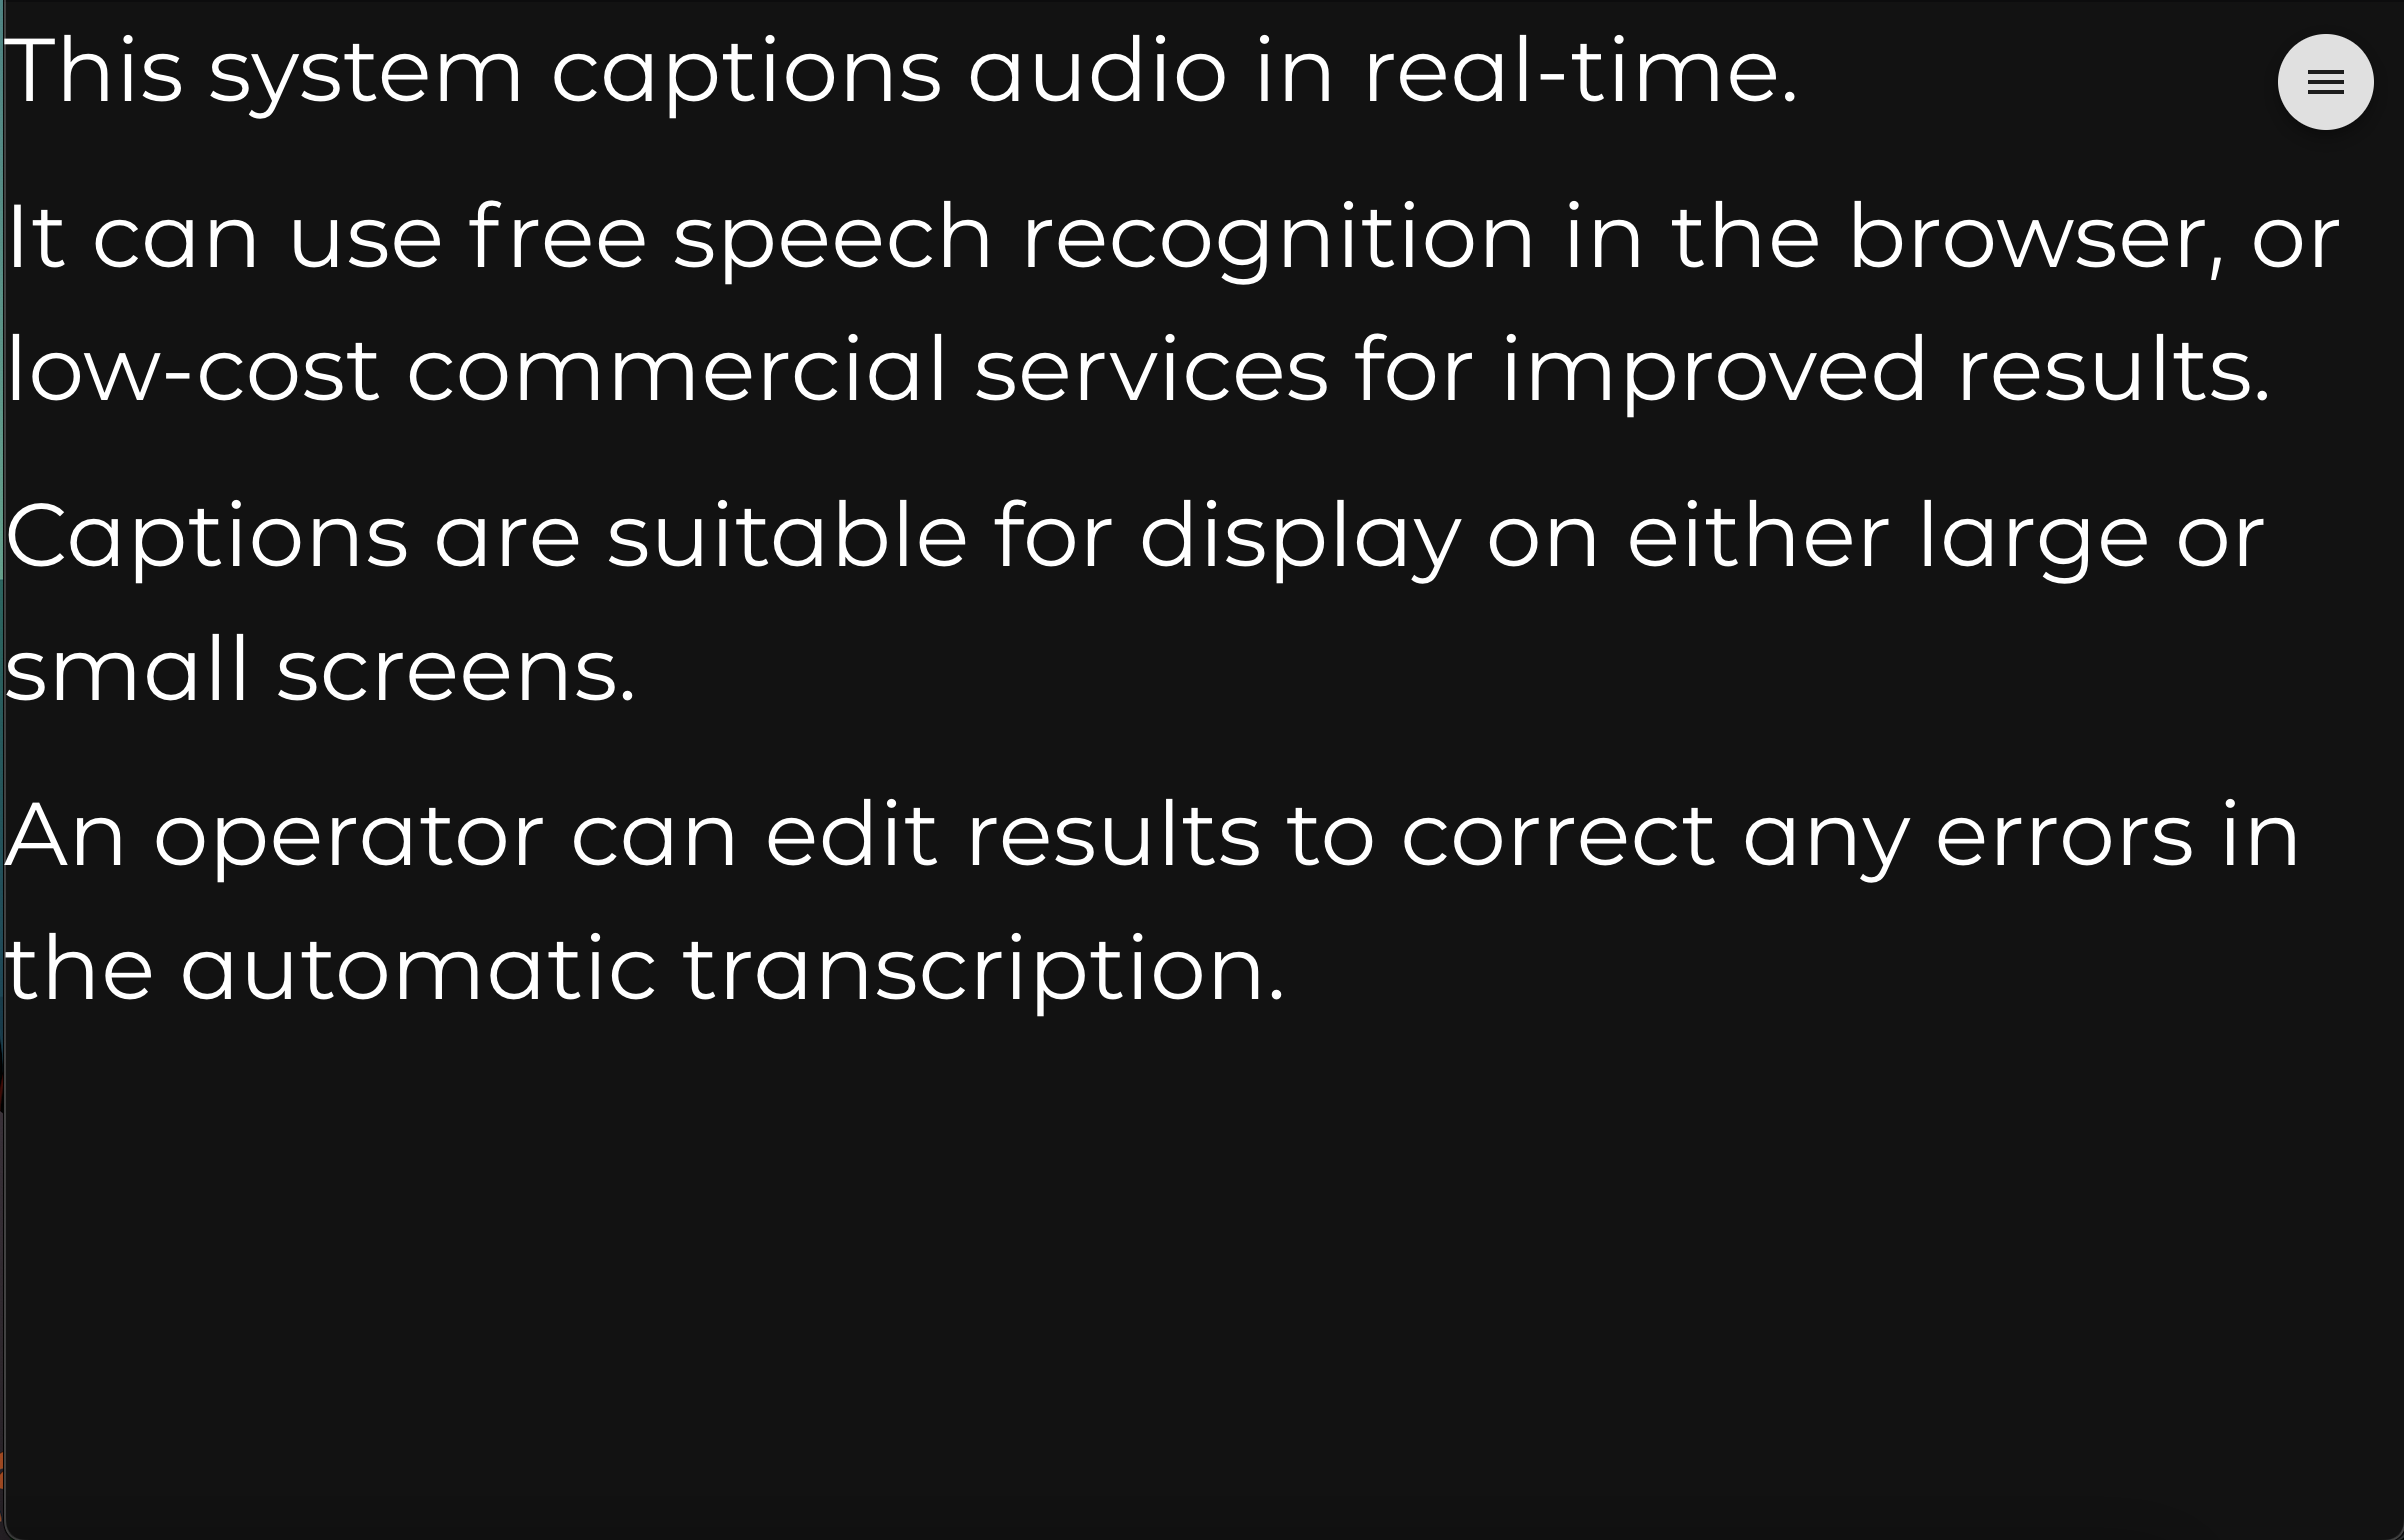 This system captions audio in real-time.
It can use free speech recognition in the browser, or
low-cost commercial services for improved results.
Captions are suitable for display on either large or
small screens.
An operator can edit results to correct any errors in
the automatic transcription.